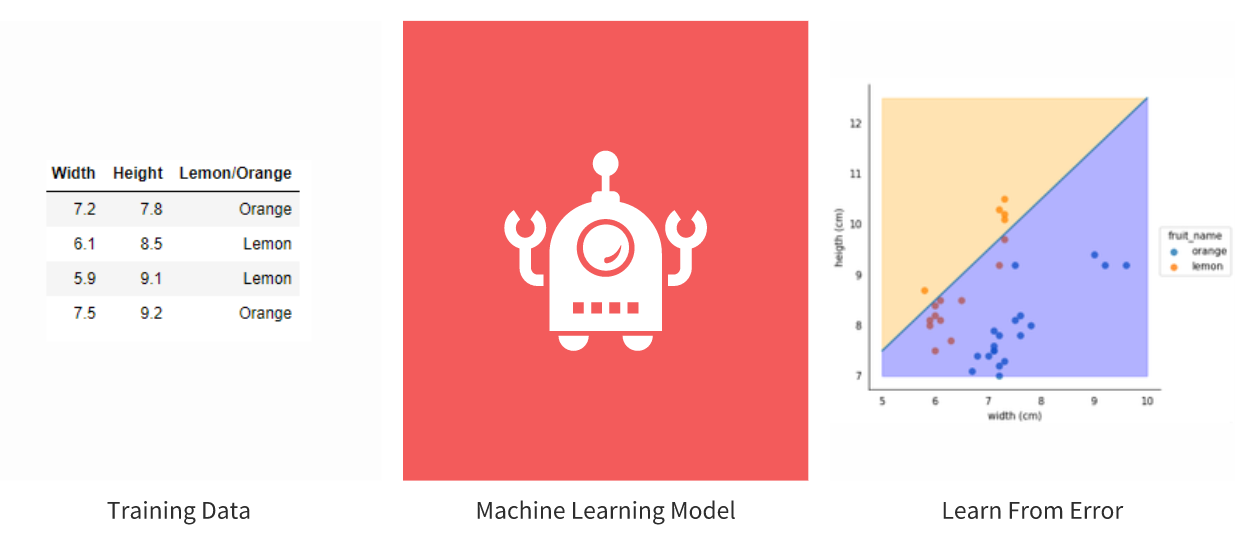 Width Height Lemon/Orange
7.2 7.8 Orange
6.1 8.5 Lemon
5.9 9.1 Lemon
7.5 9.2 Orange
Training Data
Machine Learning Model
12
11
10
9
8
7
heigth (cm)
5 6 7 8 9 10
width (cm)
fruit_name
orange
lemon
Learn From Error